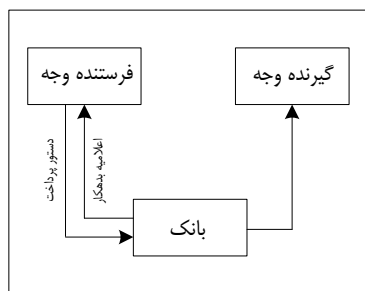 گیرنده وجه
فرستنده وجه
دستور پرداخت
اعلامیه بدهکار
بانک